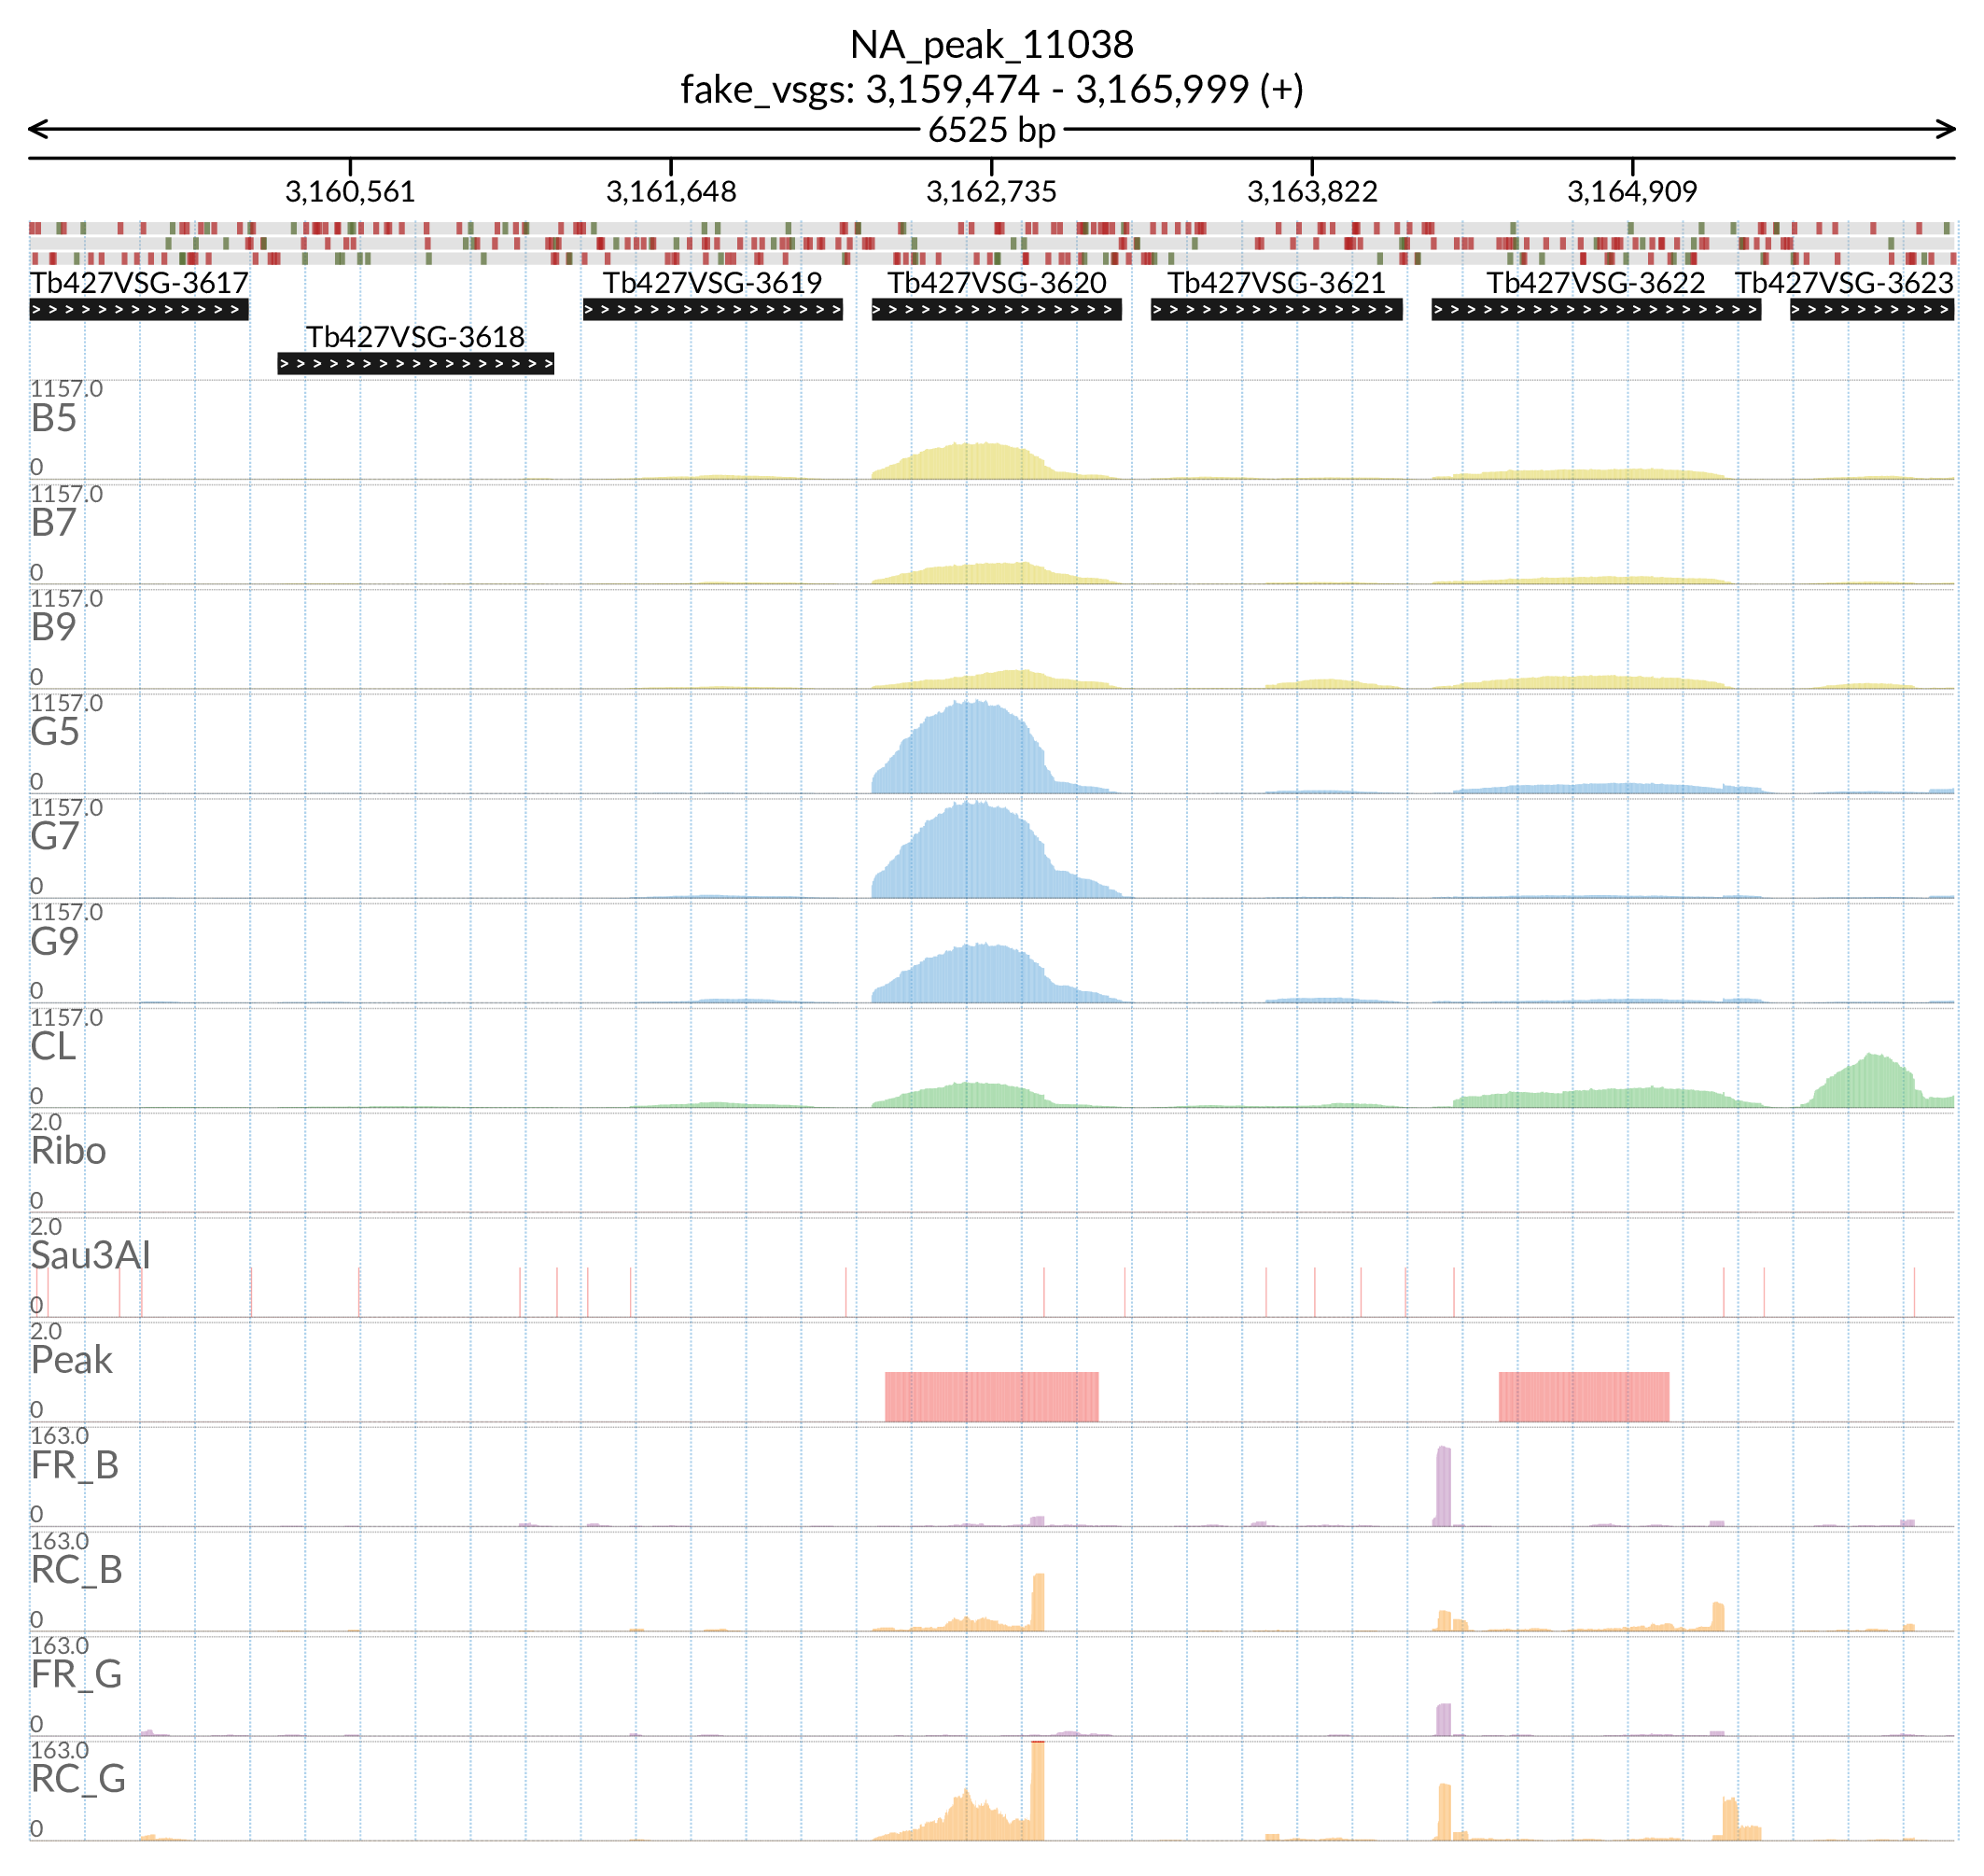 NA_peak_11038
fake_vsgs: 3,159,474 - 3,165,999 (+)
6525 bp
3,160,561 3,161,648 3,162,735 3,163,822 3,164,909
Tb427VSG-3617 Tb427VSG-3619 Tb427VSG-3620 Tb427VSG-3621 Tb427VSG-3622 Tb427VSG-3623
Tb427VSG-3618
1157.0
B5
0
1157.0
B7
0
1157.0
B9
0
1157.0
G5
0
1157.0
G7
0
1157.0
G9
0
1157.0
CL
0
2.0
Ribo
0
2.0
Sau3AI
0
2.0
Peak
0
163.0
FR_B
0
163.0
RC_B
0
163.0
FR_G
0
163.0
RC_G
0